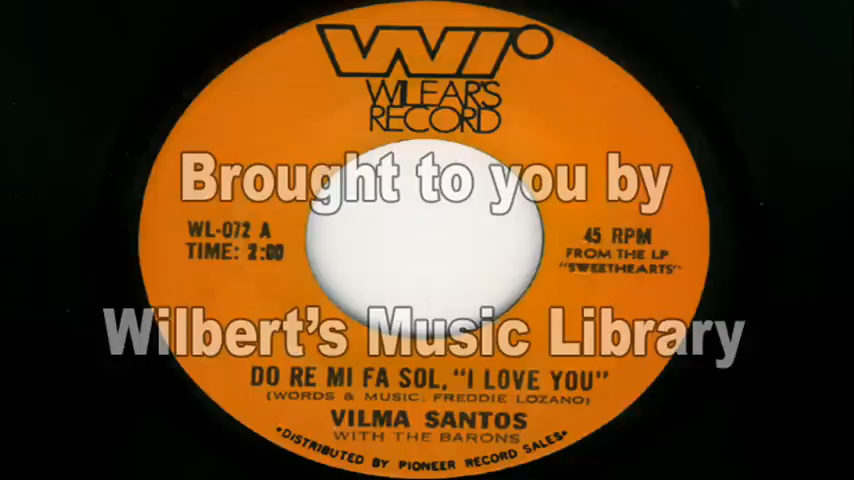 WR
WILEAR'S
RECORD
Brought to you by
WL-072 A
TIME: 2:00
45 RPM
FROM THE LP
"SWEETHEARTS"
Wilbert's Music Library
DO RE MI FA SOL, "I LOVE YOU"
(WORDS & MUSIC: FREDDIE LOZANO)
VILMA SANTOS
WITH THE BARONS
•DISTRIBUTED BY PIONEER RECORD SALES•